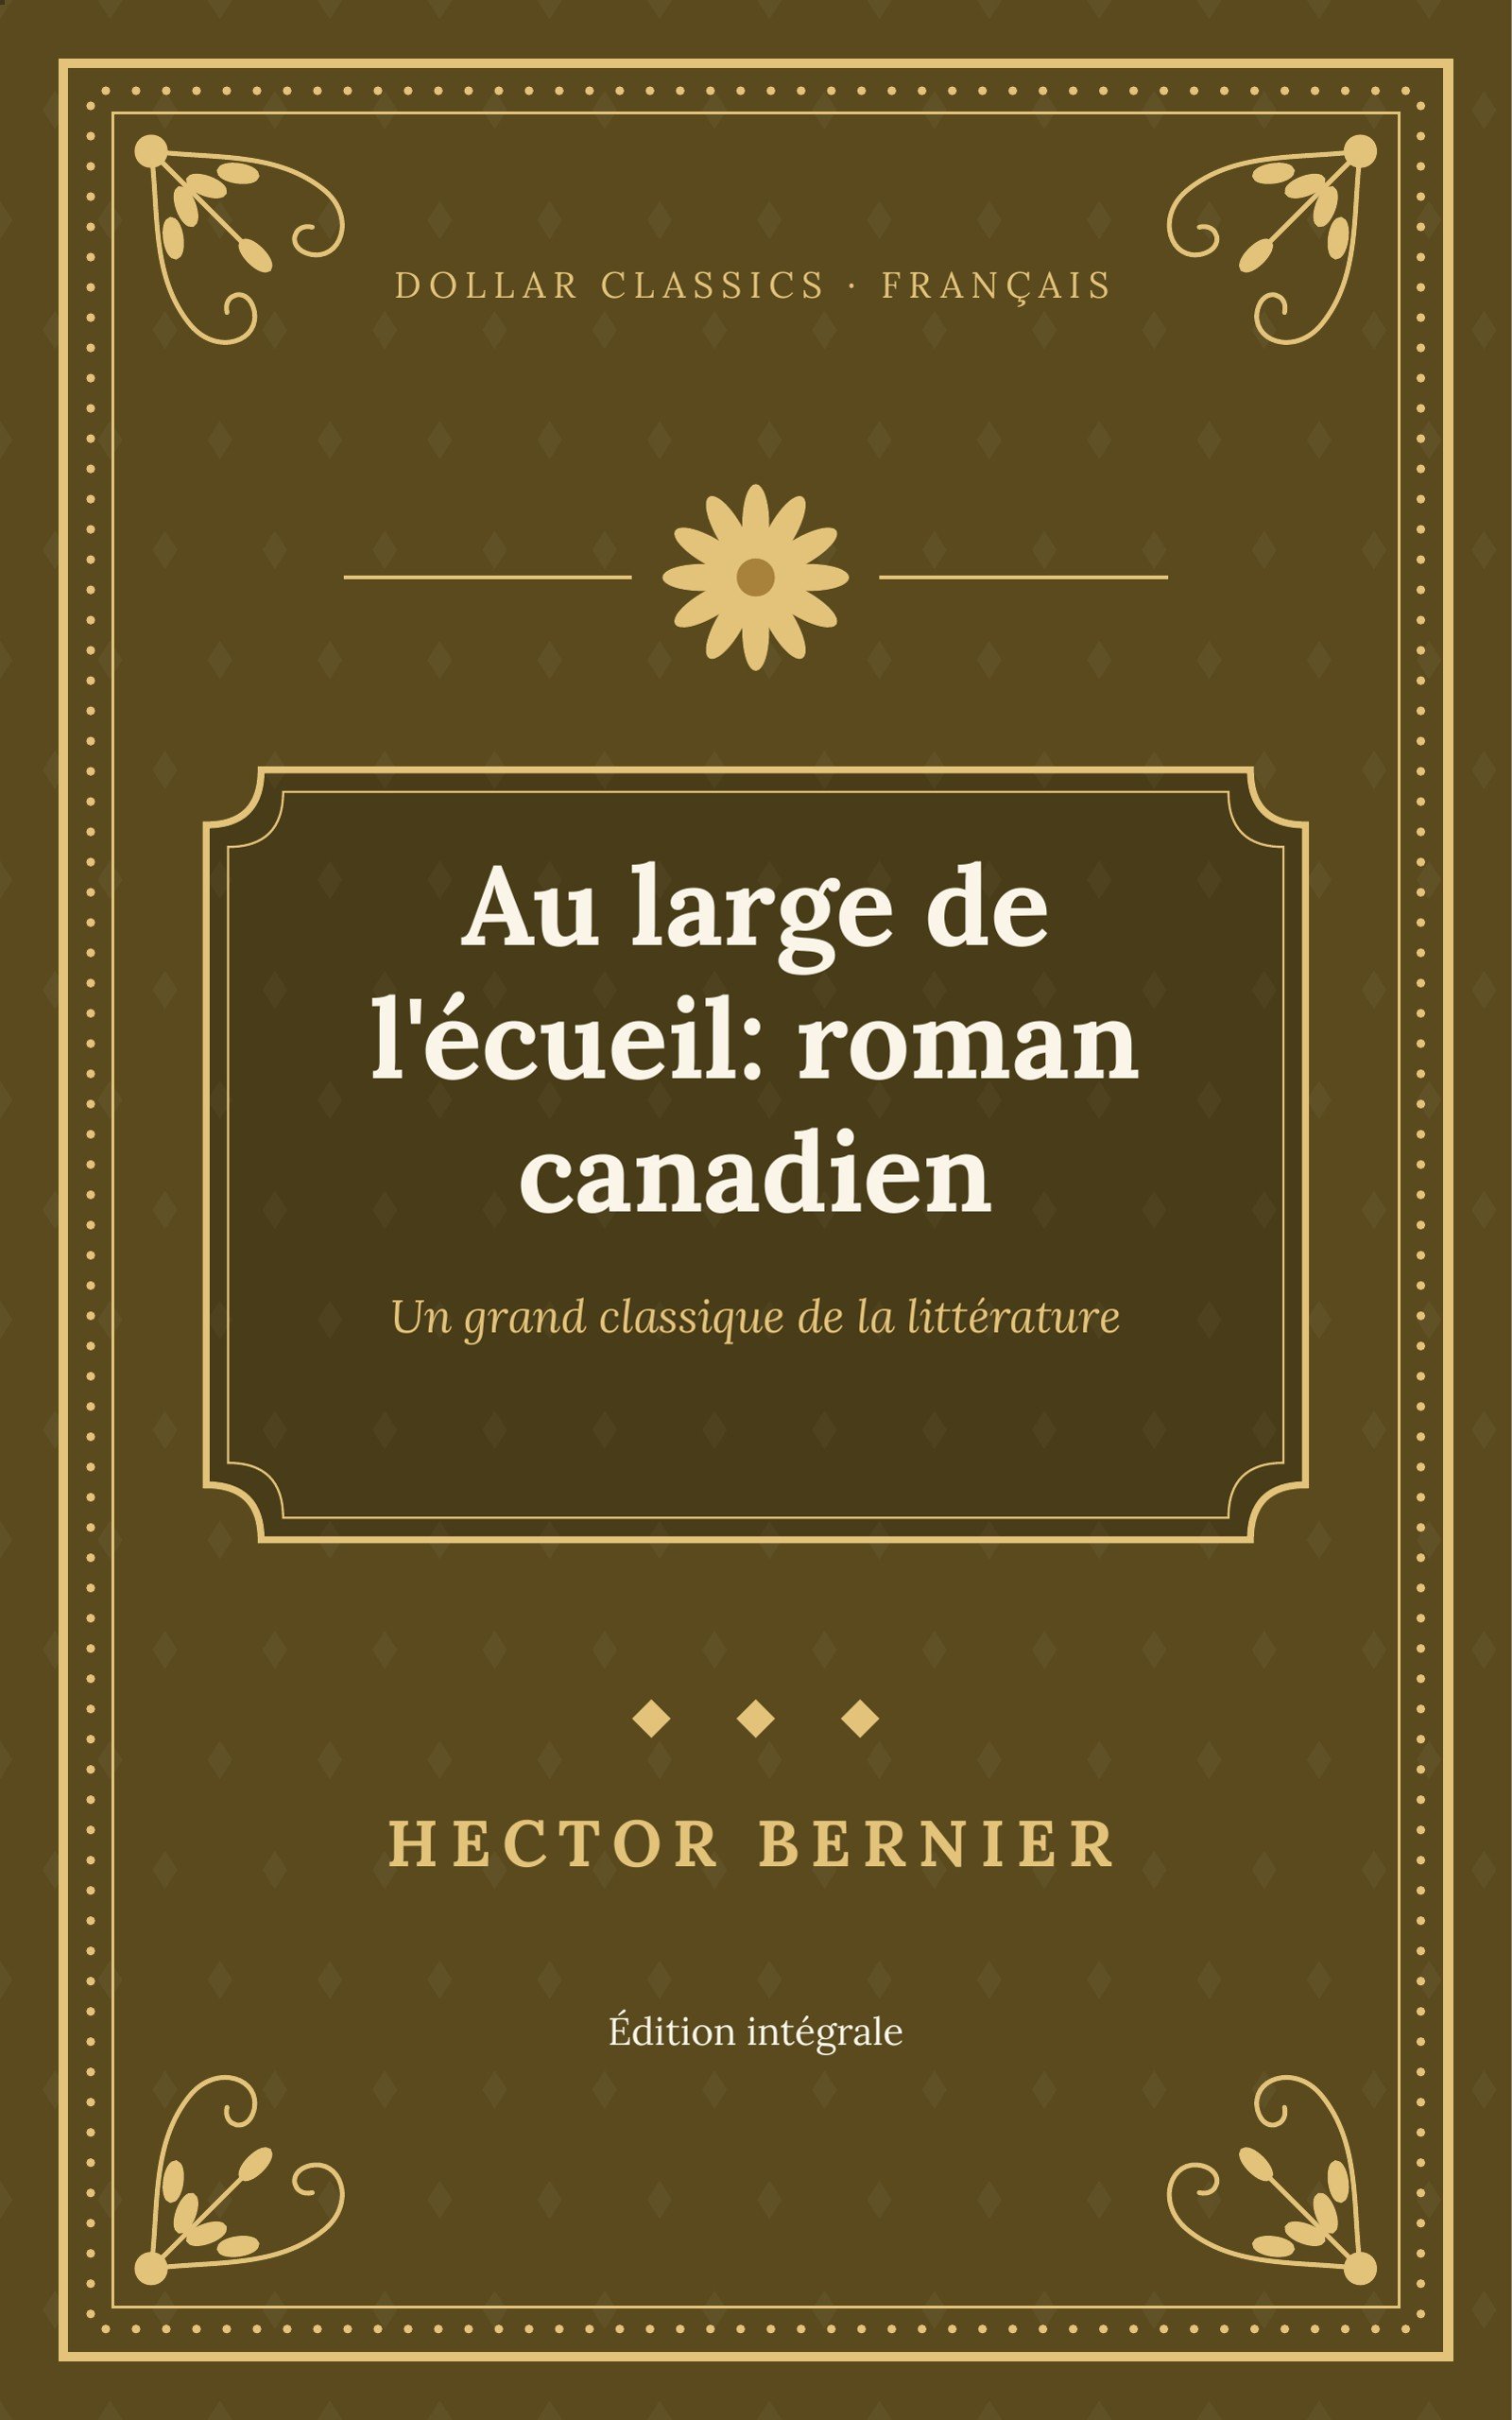 DOLLAR CLASSICS · FRANÇAIS
Au large de
l'écueil: roman
canadien
Un grand classique de la littérature
HECTOR BERNIER
Édition intégrale